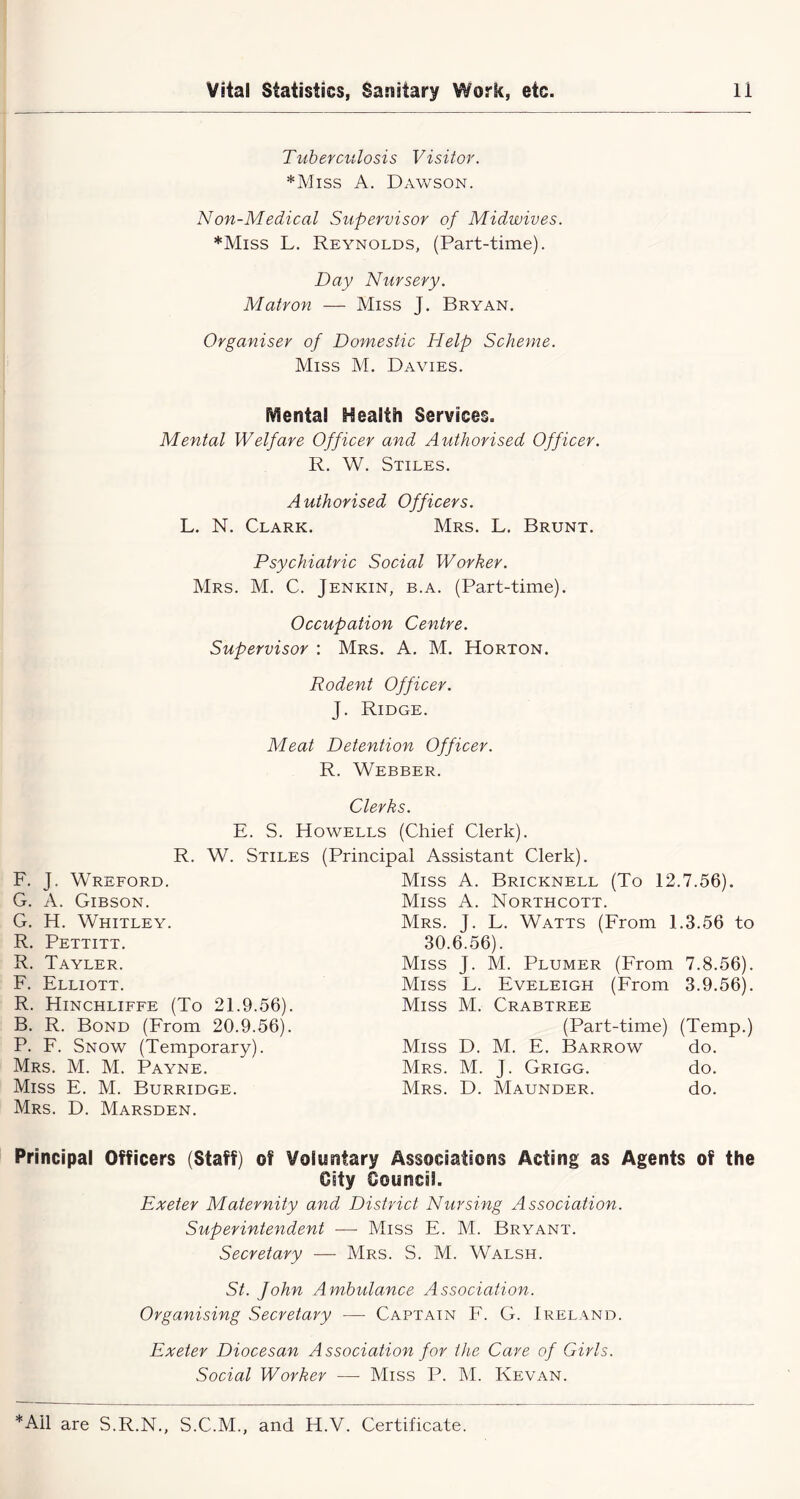 Vital Statistics, Sanitary Work, etc. 11
Tuberculosis Visitor.
*Miss A. Dawson.
Non-Medical Supervisor of Midwives.
*Miss L. Reynolds, (Part-time).
Day Nursery.
Matron — Miss J. Bryan.
Organiser of Domestic Help Scheme.
Miss M. Davies.
Mental Health Services.
Mental Welfare Officer and Authorised Officer.
R. W. Stiles.
Authorised Officers.
L. N. Clark. Mrs. L. Brunt.
Psychiatric Social Worker.
Mrs. M. C. Jenkin, b.a. (Part-time).
Occupation Centre.
Supervisor : Mrs. A. M. Horton.
Rodent Officer.
J. Ridge.
Meat Detention Officer.
R. Webber.
Clerks.
E. S. Howells (Chief Clerk).
R. W. Stiles (Principal Assistant Clerk).
F. J. Wreford.
G. A. Gibson.
G. H. Whitley.
R. Pettitt.
R. Tayler.
F. Elliott.
R. Hinchliffe (To 21.9.56).
B. R. Bond (From 20.9.56).
P. F. Snow (Temporary).
Mrs. M. M. Payne.
Miss E. M. Burridge.
Mrs. D. Marsden.
Miss A. Bricknell (To 12.7.56).
Miss A. Northcott.
Mrs. J. L. Watts (From 1.3.56 to
30.6.56).
Miss J. M. Plumer (From 7.8.56).
Miss L. Eveleigh (From 3.9.56).
Miss M. Crabtree
(Part-time) (Temp.)
Miss D. M. E. Barrow do.
Mrs. M. J. Grigg. do.
Mrs. D. Maunder. do.
Principal Officers (Staff) of Voluntary Associations Acting as Agents of the
City Council.
Exeter Maternity and District Nursing Association.
Superintendent — Miss E. M. Bryant.
Secretary — Mrs. S. M. Walsh.
St. John Ambulance Association.
Organising Secretary — Captain F. G. Ireland.
Exeter Diocesan Association for the Care of Girls.
Social Worker — Miss P. M. Kevan.
*All are S.R.N., S.C.M., and H.V. Certificate.